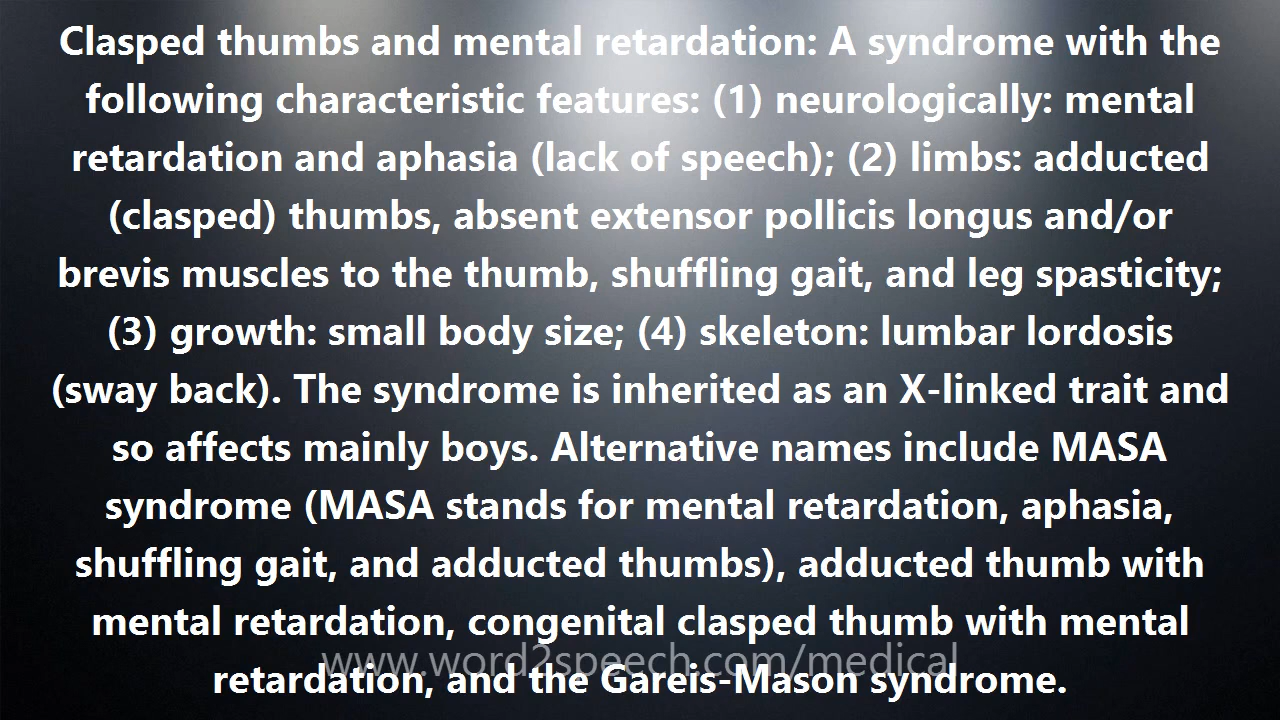 Clasped thumbs and mental retardation: A syndrome with the
following characteristic features: (1) neurologically: mental
retardation and aphasia (lack of speech); (2) limbs: adducted
(clasped) thumbs, absent extensor pollicis longus and/or
brevis muscles to the thumb, shuffling gait, and leg spasticity;
(3) growth: small body size; (4) skeleton: lumbar lordosis
(sway back). The syndrome is inherited as an X-linked trait and
so affects mainly boys. Alternative names include MASA
syndrome (MASA stands for mental retardation, aphasia,
shuffling gait, and adducted thumbs), adducted thumb with
mental retardation, congenital clasped thumb with mental
www.word2speech.com/medical
retardation, and the Gareis-Mason syndrome.